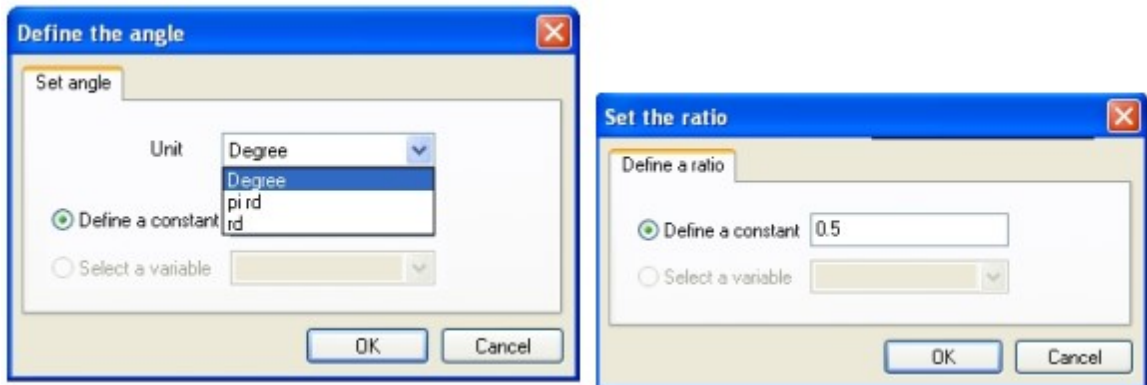 Define the angle
Set angle
Unit Degree
Degree
pi rd
Define a constant
rd
Select a variable
OK Cancel
Set the ratio
Define a ratio
Define a constant 0.5
Select a variable
OK Cancel